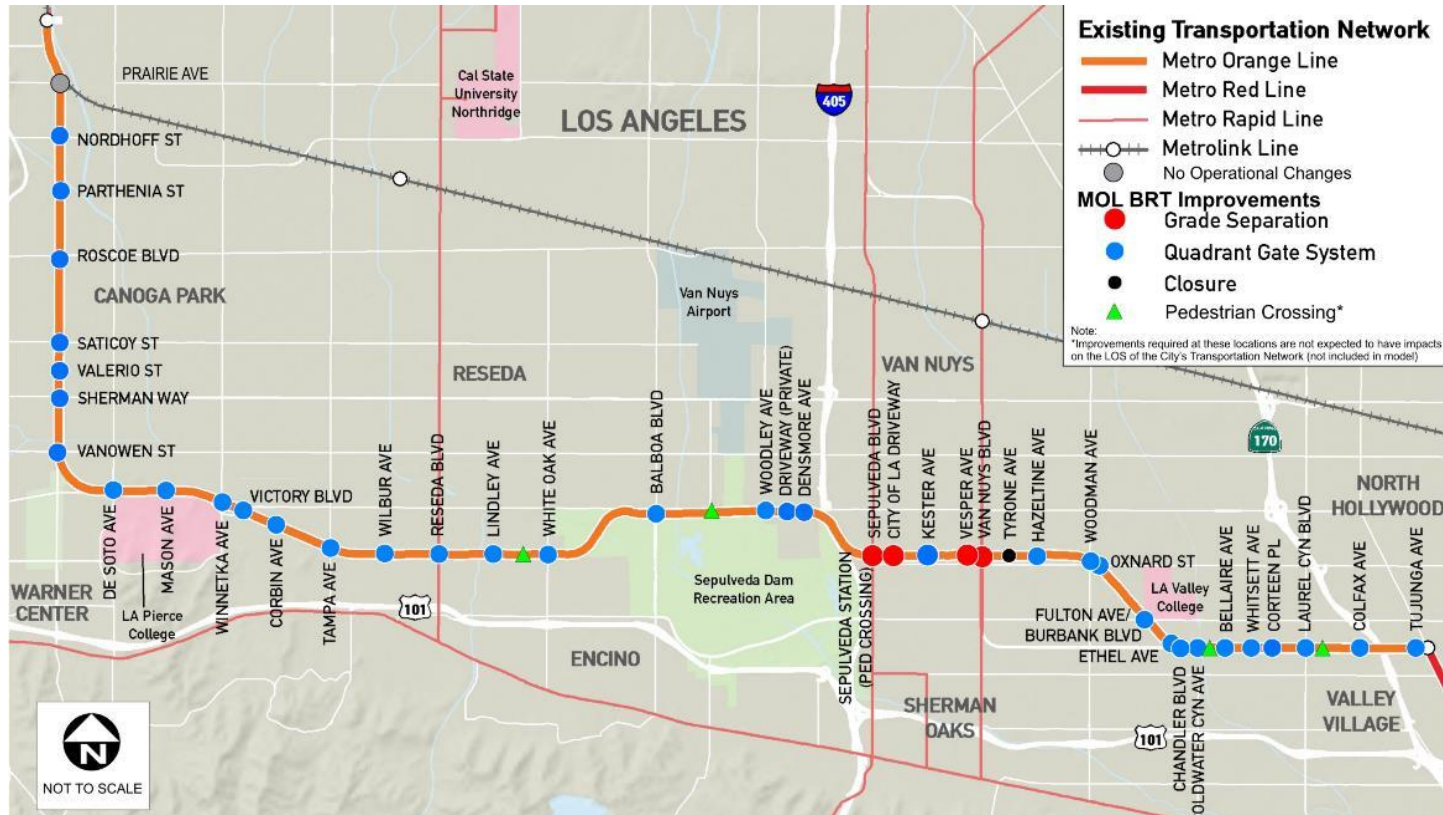 Existing Transportation Network
Metro Orange Line
Metro Red Line
Metro Rapid Line
Metrolink Line
No Operational Changes
MOL BRT Improvements
Grade Separation
Quadrant Gate System
Closure
Pedestrian Crossing*
Note:
*Improvements required at these locations are not expected to have impacts
on the LOS of the City's Transportation Network (not included in model)
PRAIRIE AVE
NORDHOFF ST
PARTHENIA ST
ROSCOE BLVD
CANOGA PARK
SATICOY ST
VALERIO ST
SHERMAN WAY
VANOWEN ST
Cal State
University
Northridge
LOS ANGELES
405
Van Nuys
Airport
RESEDA
VAN NUYS
170
NORTH
HOLLYWOOD
DE SOTO AVE
MASON AVE
WINNETKA AVE
VICTORY BLVD
CORBIN AVE
TAMPA AVE
WILBUR AVE
RESEDA BLVD
LINDLEY AVE
WHITE OAK AVE
BALBOA BLVD
WOODLEY AVE
DRIVEWAY (PRIVATE)
DENSMORE AVE
SEPULVEDA STATION
(PED CROSSING)
SEPULVEDA BLVD
CITY OF LA DRIVEWAY
KESTER AVE
VESPER AVE
VAN NUYS BLVD
TYRONE AVE
HAZELTINE AVE
WOODMAN AVE
OXNARD ST
LA Valley
College
FULTON AVE/
BURBANK BLVD
ETHEL AVE
CHANDLER BLVD
OLDWATER CYN AVE
BELLAIRE AVE
WHITSETT AVE
CORTEEN PL
LAUREL CYN BLVD
COLFAX AVE
TUJUNGA AVE
WARNER
CENTER
LA Pierce
College
101
ENCINO
Sepulveda Dam
Recreation Area
SHERMAN
OAKS
101
VALLEY
VILLAGE
N
NOT TO SCALE